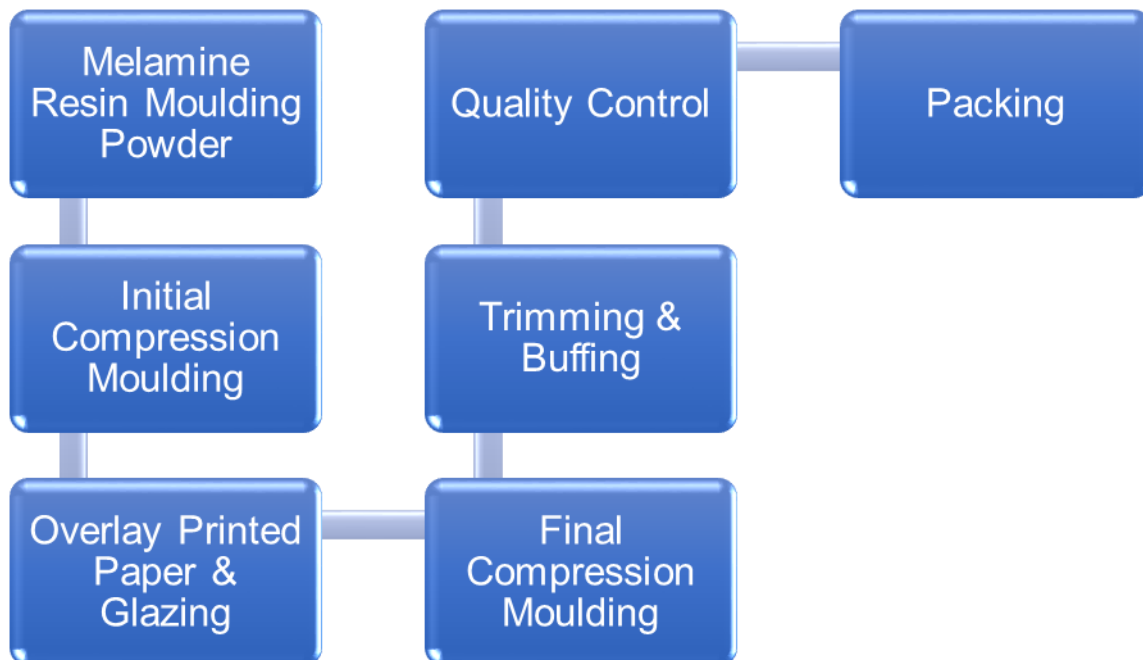 Melamine
Resin Moulding
Powder
Initial
Compression
Moulding
Overlay Printed
Paper &
Glazing
Final
Compression
Moulding
Trimming &
Buffing
Quality Control
Packing